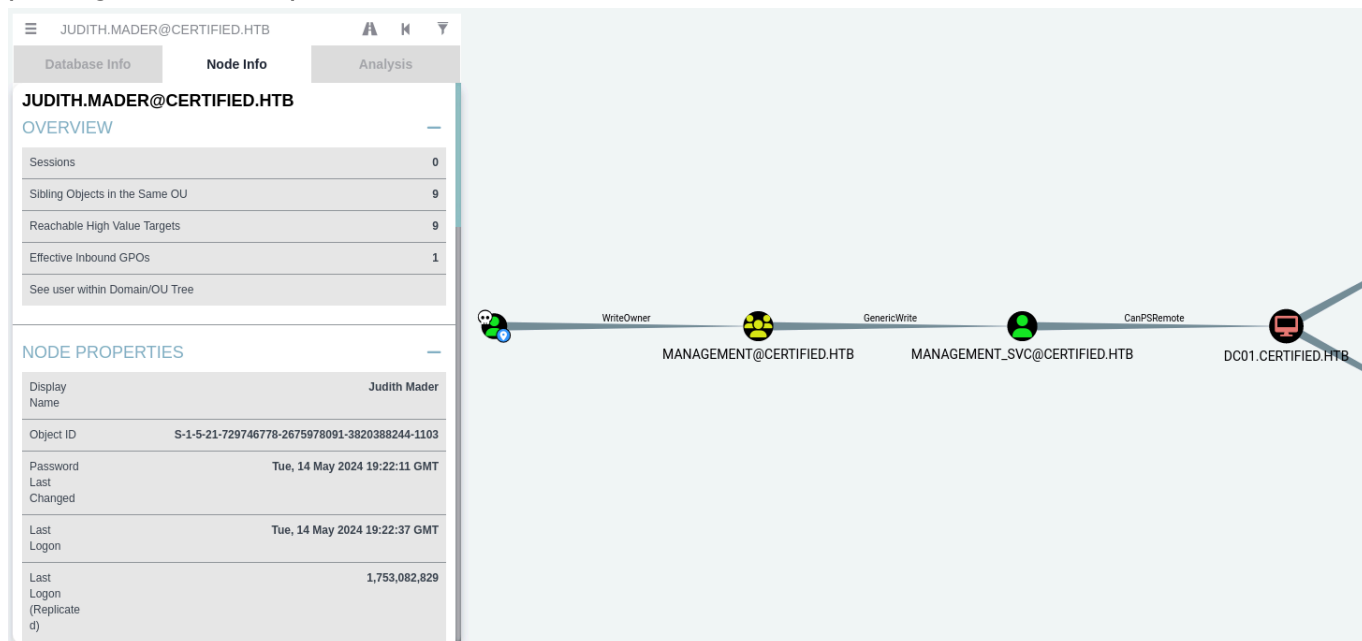 JUDITH.MADER@CERTIFIED.HTB
Database Info Node Info Analysis
JUDITH.MADER@CERTIFIED.HTB
OVERVIEW
Sessions 0
Sibling Objects in the Same OU 9
Reachable High Value Targets 9
Effective Inbound GPOs 1
See user within Domain/OU Tree
NODE PROPERTIES
Display Judith Mader
Name
Object ID S-1-5-21-729746778-2675978091-3820388244-1103
Password Tue, 14 May 2024 19:22:11 GMT
Last
Changed
Last Tue, 14 May 2024 19:22:37 GMT
Logon
Last 1,753,082,829
Logon
(Replicate
d)
WriteOwner GenericWrite CanPSRemote
MANAGEMENT@CERTIFIED.HTB MANAGEMENT_SVC@CERTIFIED.HTB DC01.CERTIFIED.HTB